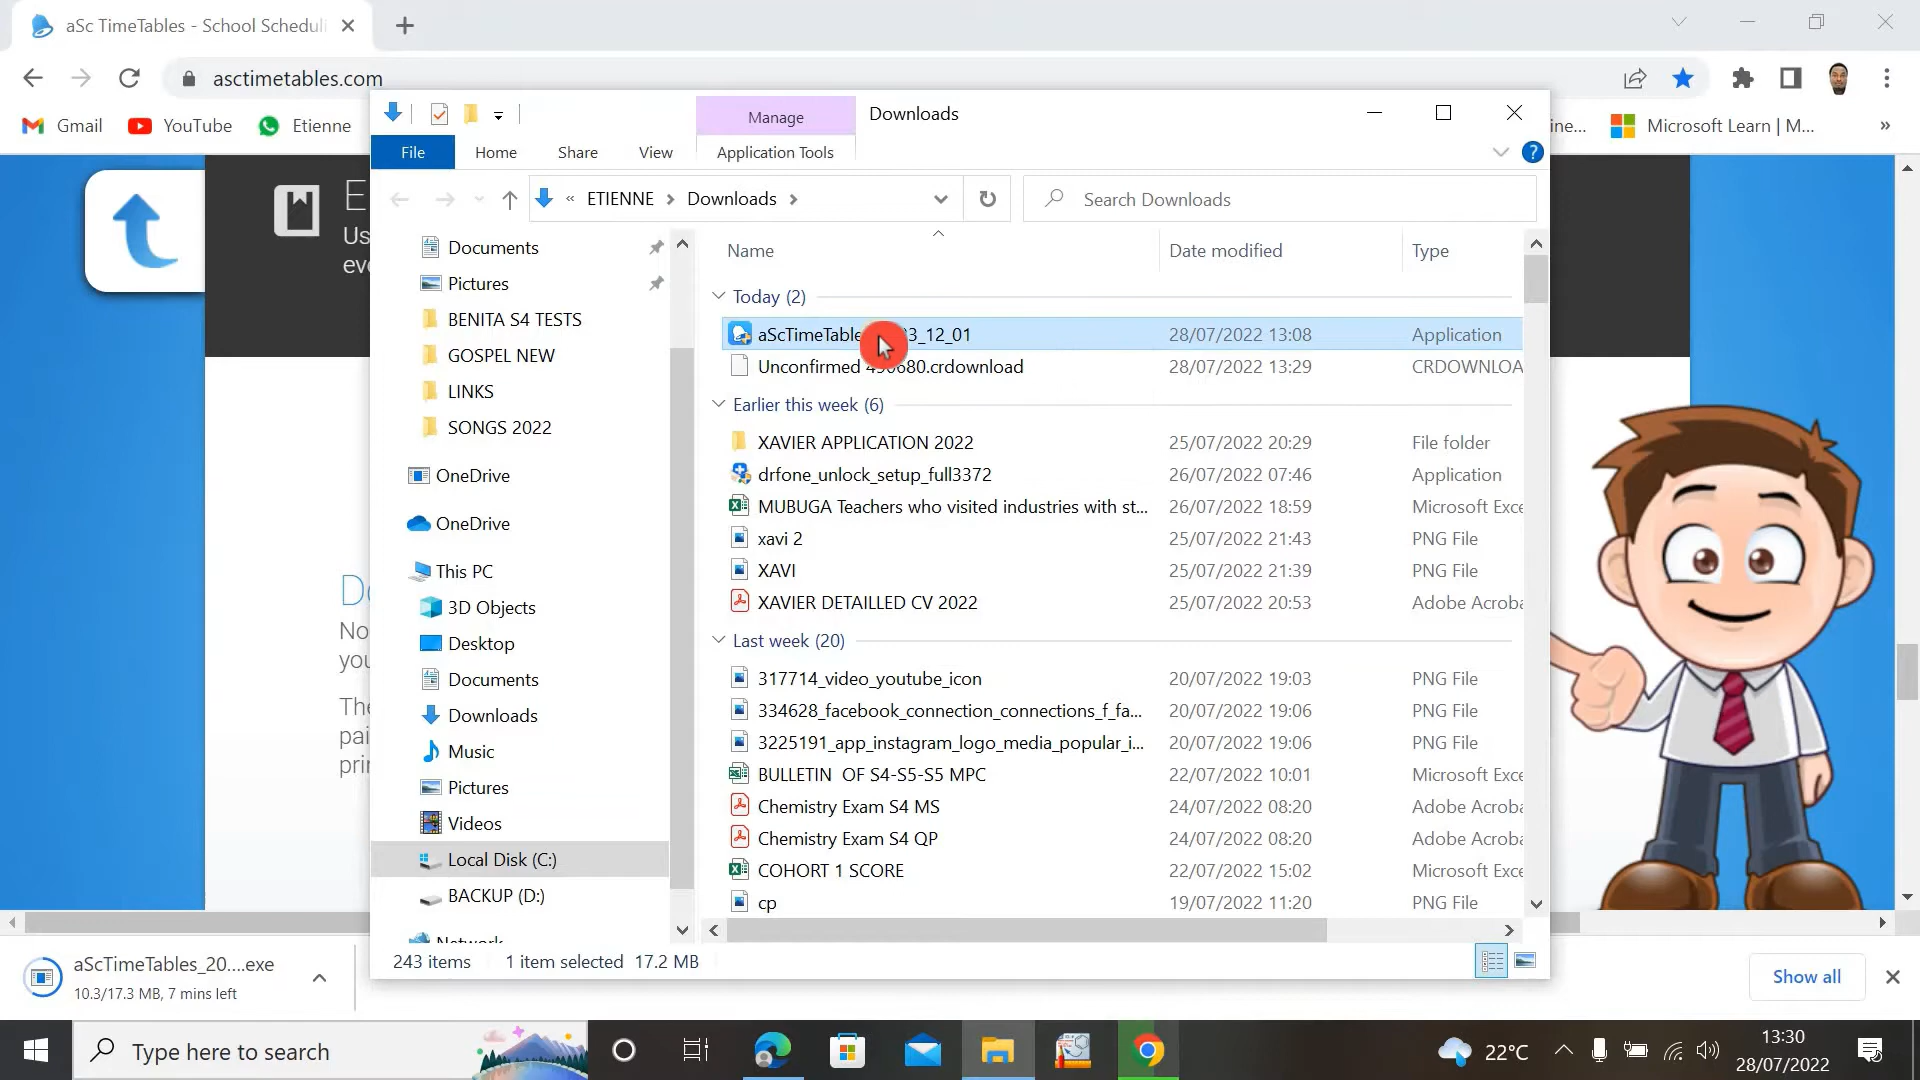 aSc TimeTables - School Scheduli
asctimetables.com
Gmail
YouTube
Etienne
ine...
Microsoft Learn | M...
»
Manage
Downloads
File
Home
Share
View
Application Tools
« ETIENNE > Downloads >
Search Downloads
Documents
Pictures
BENITA S4 TESTS
GOSPEL NEW
LINKS
SONGS 2022
OneDrive
OneDrive
This PC
3D Objects
Desktop
Documents
Downloads
Music
Pictures
Videos
Local Disk (C:)
BACKUP (D:)
Network
Name Date modified Type
Today (2)
aScTimeTable 3_12_01 28/07/2022 13:08 Application
Unconfirmed 680.crdownload 28/07/2022 13:29 CRDOWNLOA
Earlier this week (6)
XAVIER APPLICATION 2022 25/07/2022 20:29 File folder
drfone_unlock_setup_full3372 26/07/2022 07:46 Application
MUBUGA Teachers who visited industries with st... 26/07/2022 18:59 Microsoft Exce
xavi 2 25/07/2022 21:43 PNG File
XAVI 25/07/2022 21:39 PNG File
XAVIER DETAILLED CV 2022 25/07/2022 20:53 Adobe Acroba
Last week (20)
317714_video_youtube_icon 20/07/2022 19:03 PNG File
334628_facebook_connection_connections_f_fa... 20/07/2022 19:06 PNG File
3225191_app_instagram_logo_media_popular_i... 20/07/2022 19:06 PNG File
BULLETIN OF S4-S5-S5 MPC 22/07/2022 10:01 Microsoft Exce
Chemistry Exam S4 MS 24/07/2022 08:20 Adobe Acroba
Chemistry Exam S4 QP 24/07/2022 08:20 Adobe Acroba
COHORT 1 SCORE 22/07/2022 15:02 Microsoft Exce
cp 19/07/2022 11:20 PNG File
243 items 1 item selected 17.2 MB
E
Us
eve
Do
No
you
The
pai
prin
aScTimeTables_20....exe
10.3/17.3 MB, 7 mins left
Show all
Type here to search
22°C
13:30
28/07/2022